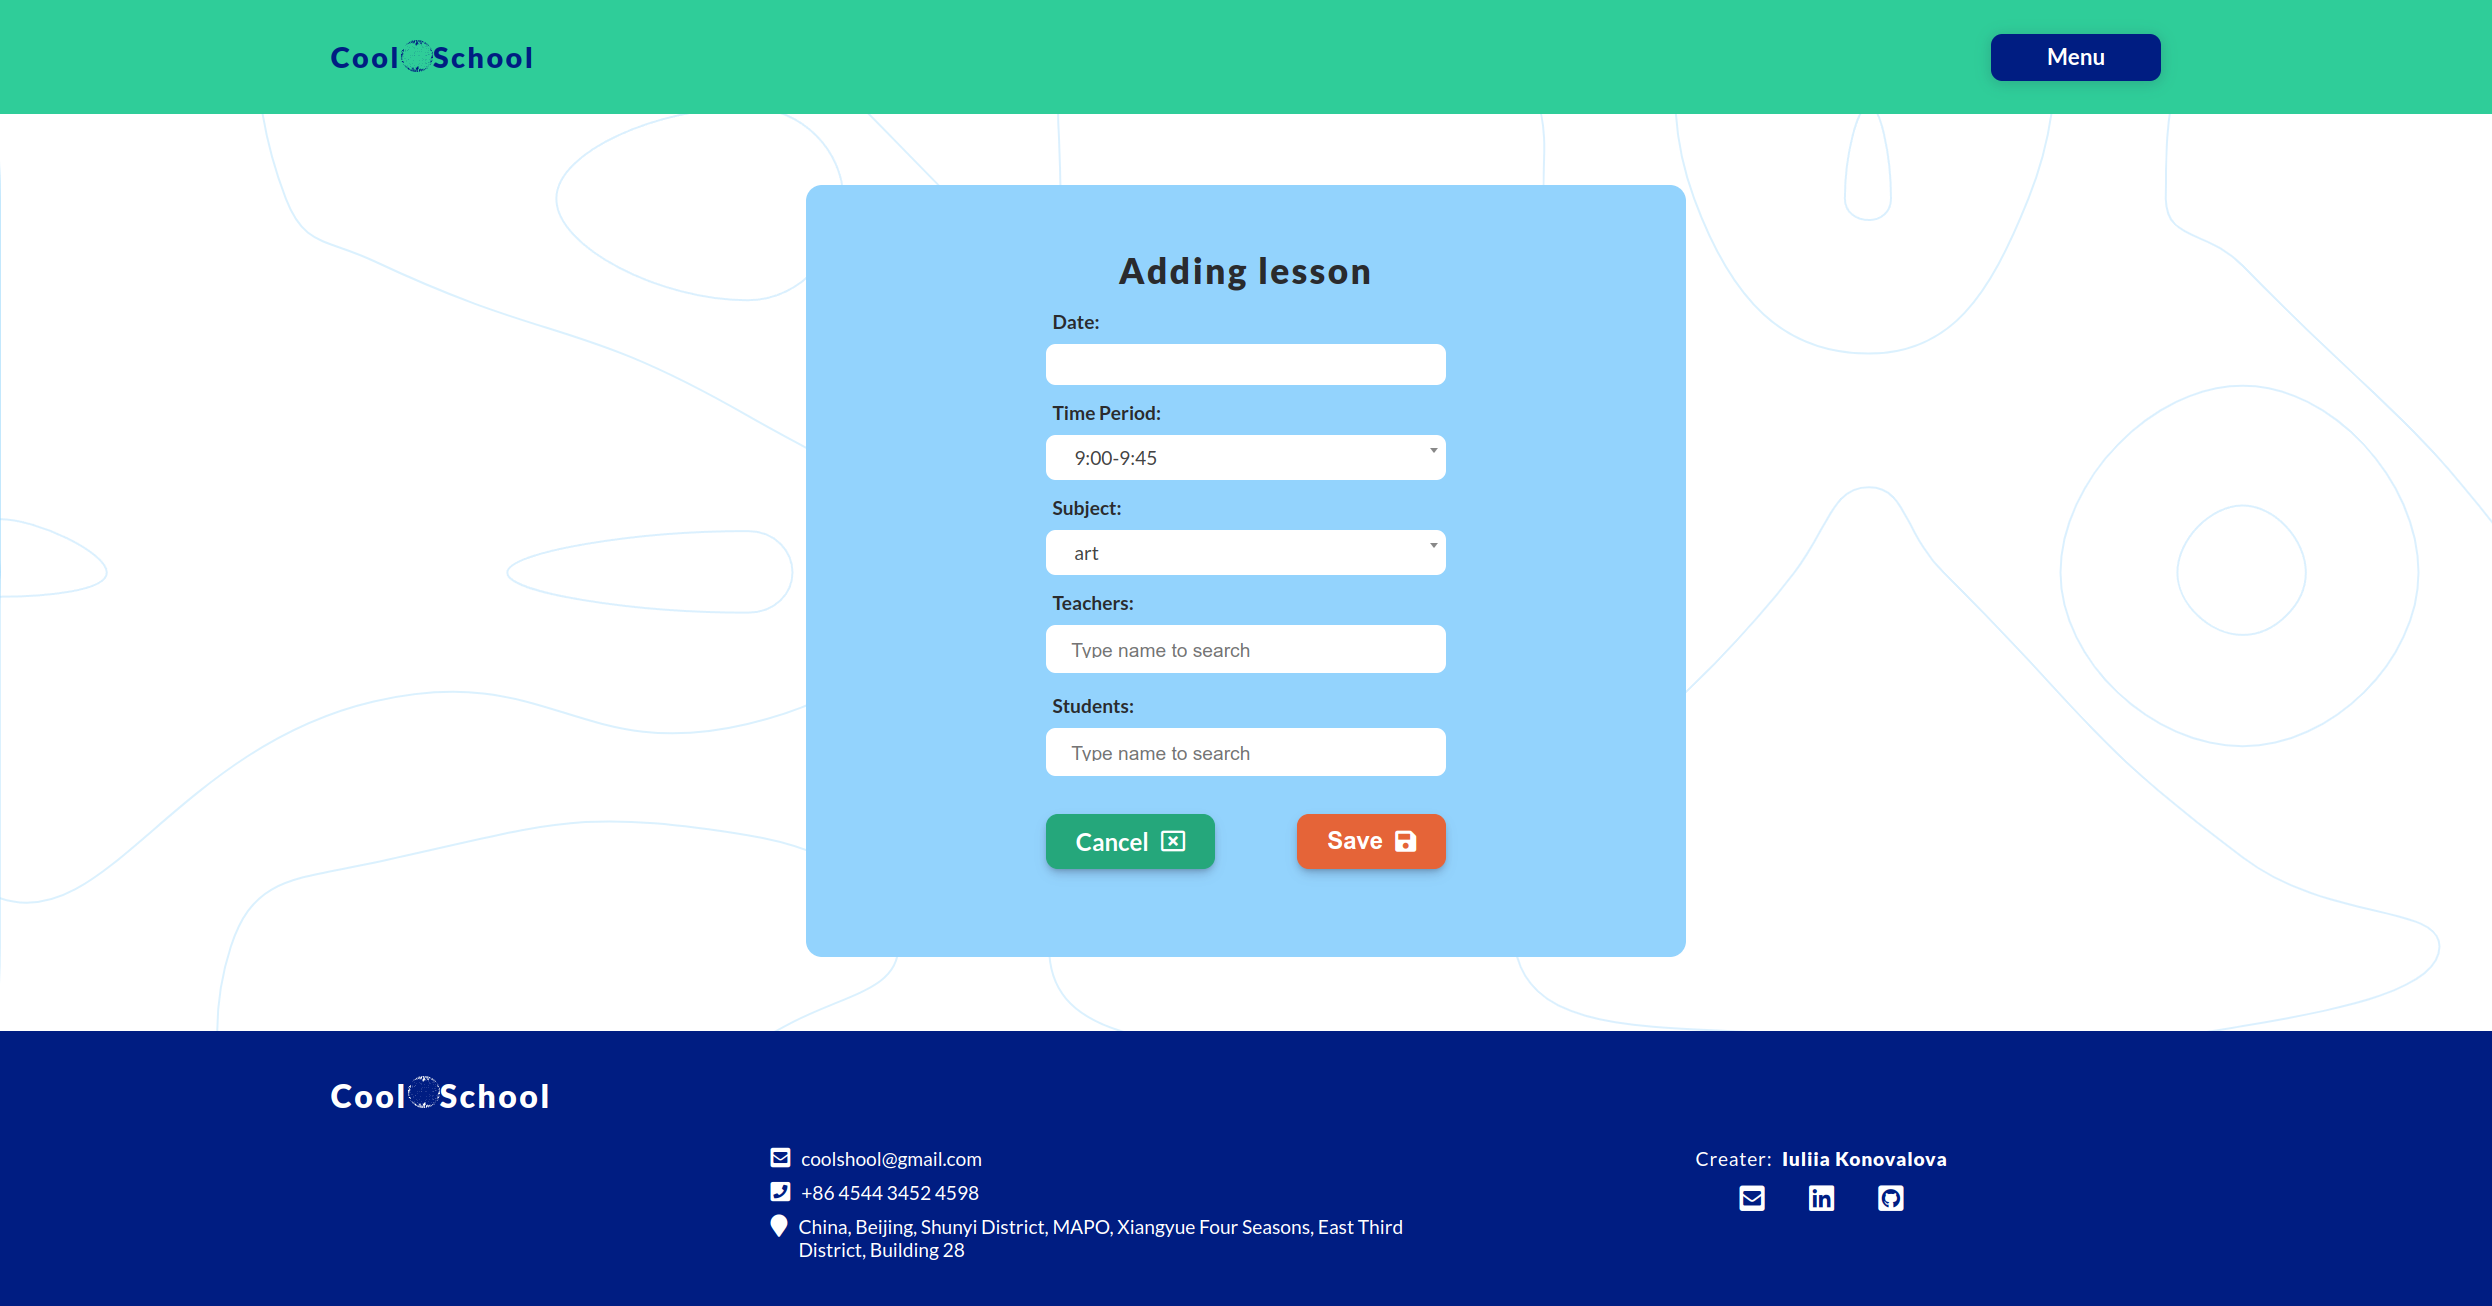 Cool School
Menu
Adding lesson
Date:
Time Period:
9:00-9:45
Subject:
art
Teachers:
Type name to search
Students:
Type name to search
Cancel
Save
Cool School
coolshool@gmail.com
+86 4544 3452 4598
China, Beijing, Shunyi District, MAPO, Xiangyue Four Seasons, East Third
District, Building 28
Creater: Iuliia Konovalova